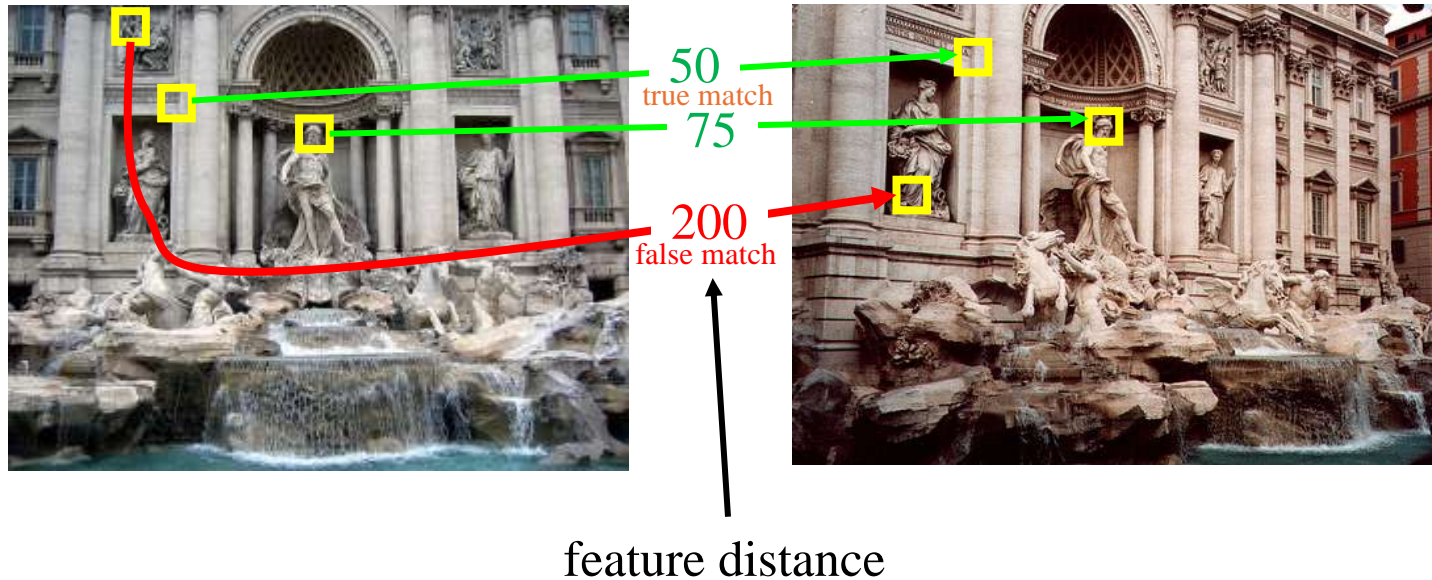 50
true match
75
200
false match
feature distance